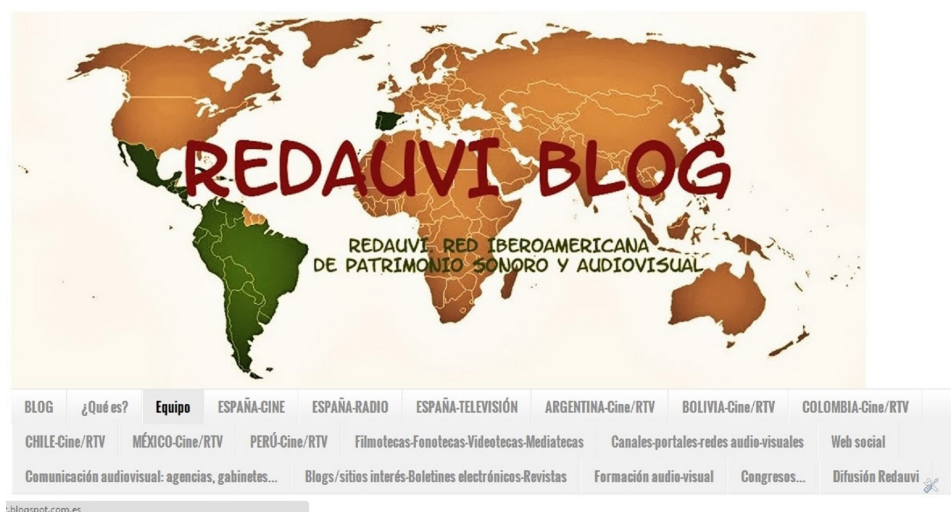 REDAUVI BLOG
REDAUVI. RED IBEROAMERICANA
DE PATRIMONIO SONORO Y AUDIOVISUAL
BLOG ¿Qué es? Equipo ESPAÑA-CINE ESPAÑA-RADIO ESPAÑA-TELEVISIÓN ARGENTINA-Cine/RTV BOLIVIA-Cine/RTV COLOMBIA-Cine/RTV
CHILE-Cine/RTV MÉXICO-Cine/RTV PERÚ-Cine/RTV Filmotecas-Fonotecas-Videotecas-Mediatecas Canales-portales-redes audio-visuales Web social
Comunicación audiovisual: agencias, gabinetes... Blogs/sitios interés-Boletines electrónicos-Revistas Formación audio-visual Congresos... Difusión Redauvi
.blogspot.com.es